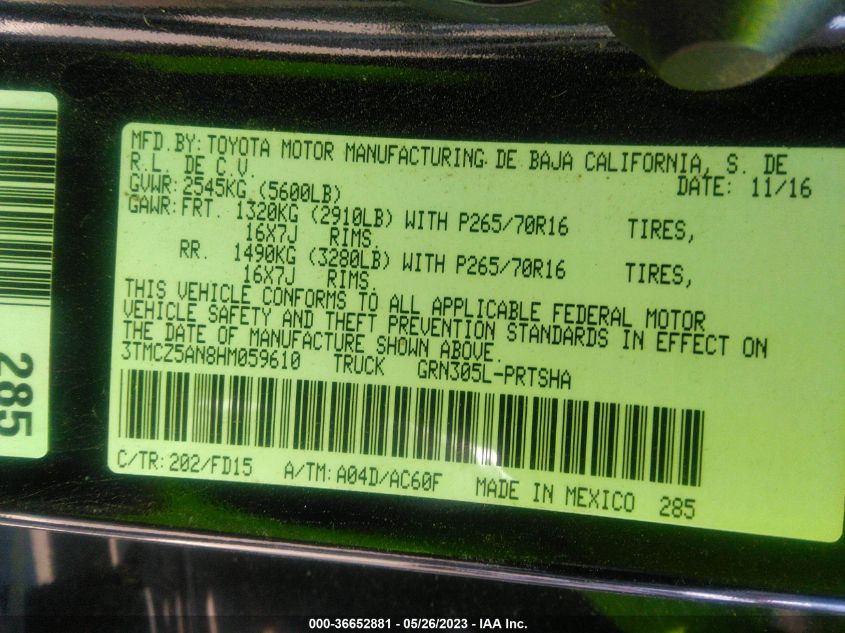 MFD.BY:TOYOTA MOTOR MANUFACTURING DE BAJA CALIFORNIA, S. DE
R.L. DE C.V. DATE: 11/16
GVWR:2545KG (5600LB)
GAWR:FRT. 1320KG (2910LB) WITH P265/70R16 TIRES,
16X7J RIMS.
RR. 1490KG (3280LB) WITH P265/70R16 TIRES,
16X7J RIMS.
THIS VEHICLE CONFORMS TO ALL APPLICABLE FEDERAL MOTOR
VEHICLE SAFETY AND THEFT PREVENTION STANDARDS IN EFFECT ON
THE DATE OF MANUFACTURE SHOWN ABOVE.
3TMCZ5AN8HM059610 TRUCK GRN305L-PRTSHA
C/TR:202/FD15 A/TM:A04D/AC60F MADE IN MEXICO 285
285
000-36652881 - 05/26/2023 - IAA Inc.